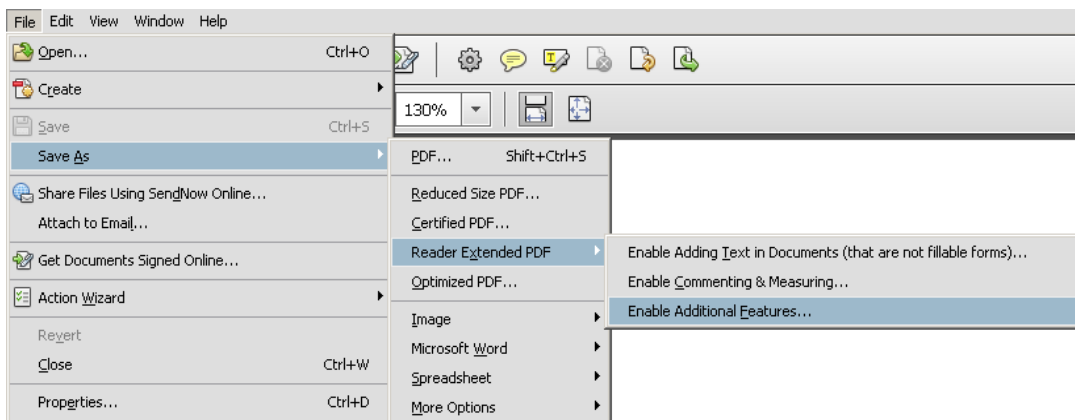 File Edit View Window Help
Open... Ctrl+O
Create
Save Ctrl+S
Save As
Share Files Using SendNow Online...
Attach to Email...
Get Documents Signed Online...
Action Wizard
Revert
Close Ctrl+W
Properties... Ctrl+D
130%
PDF... Shift+Ctrl+S
Reduced Size PDF...
Certified PDF...
Reader Extended PDF
Optimized PDF...
Image
Microsoft Word
Spreadsheet
More Options
Enable Adding Text in Documents (that are not fillable forms)...
Enable Commenting & Measuring...
Enable Additional Features...